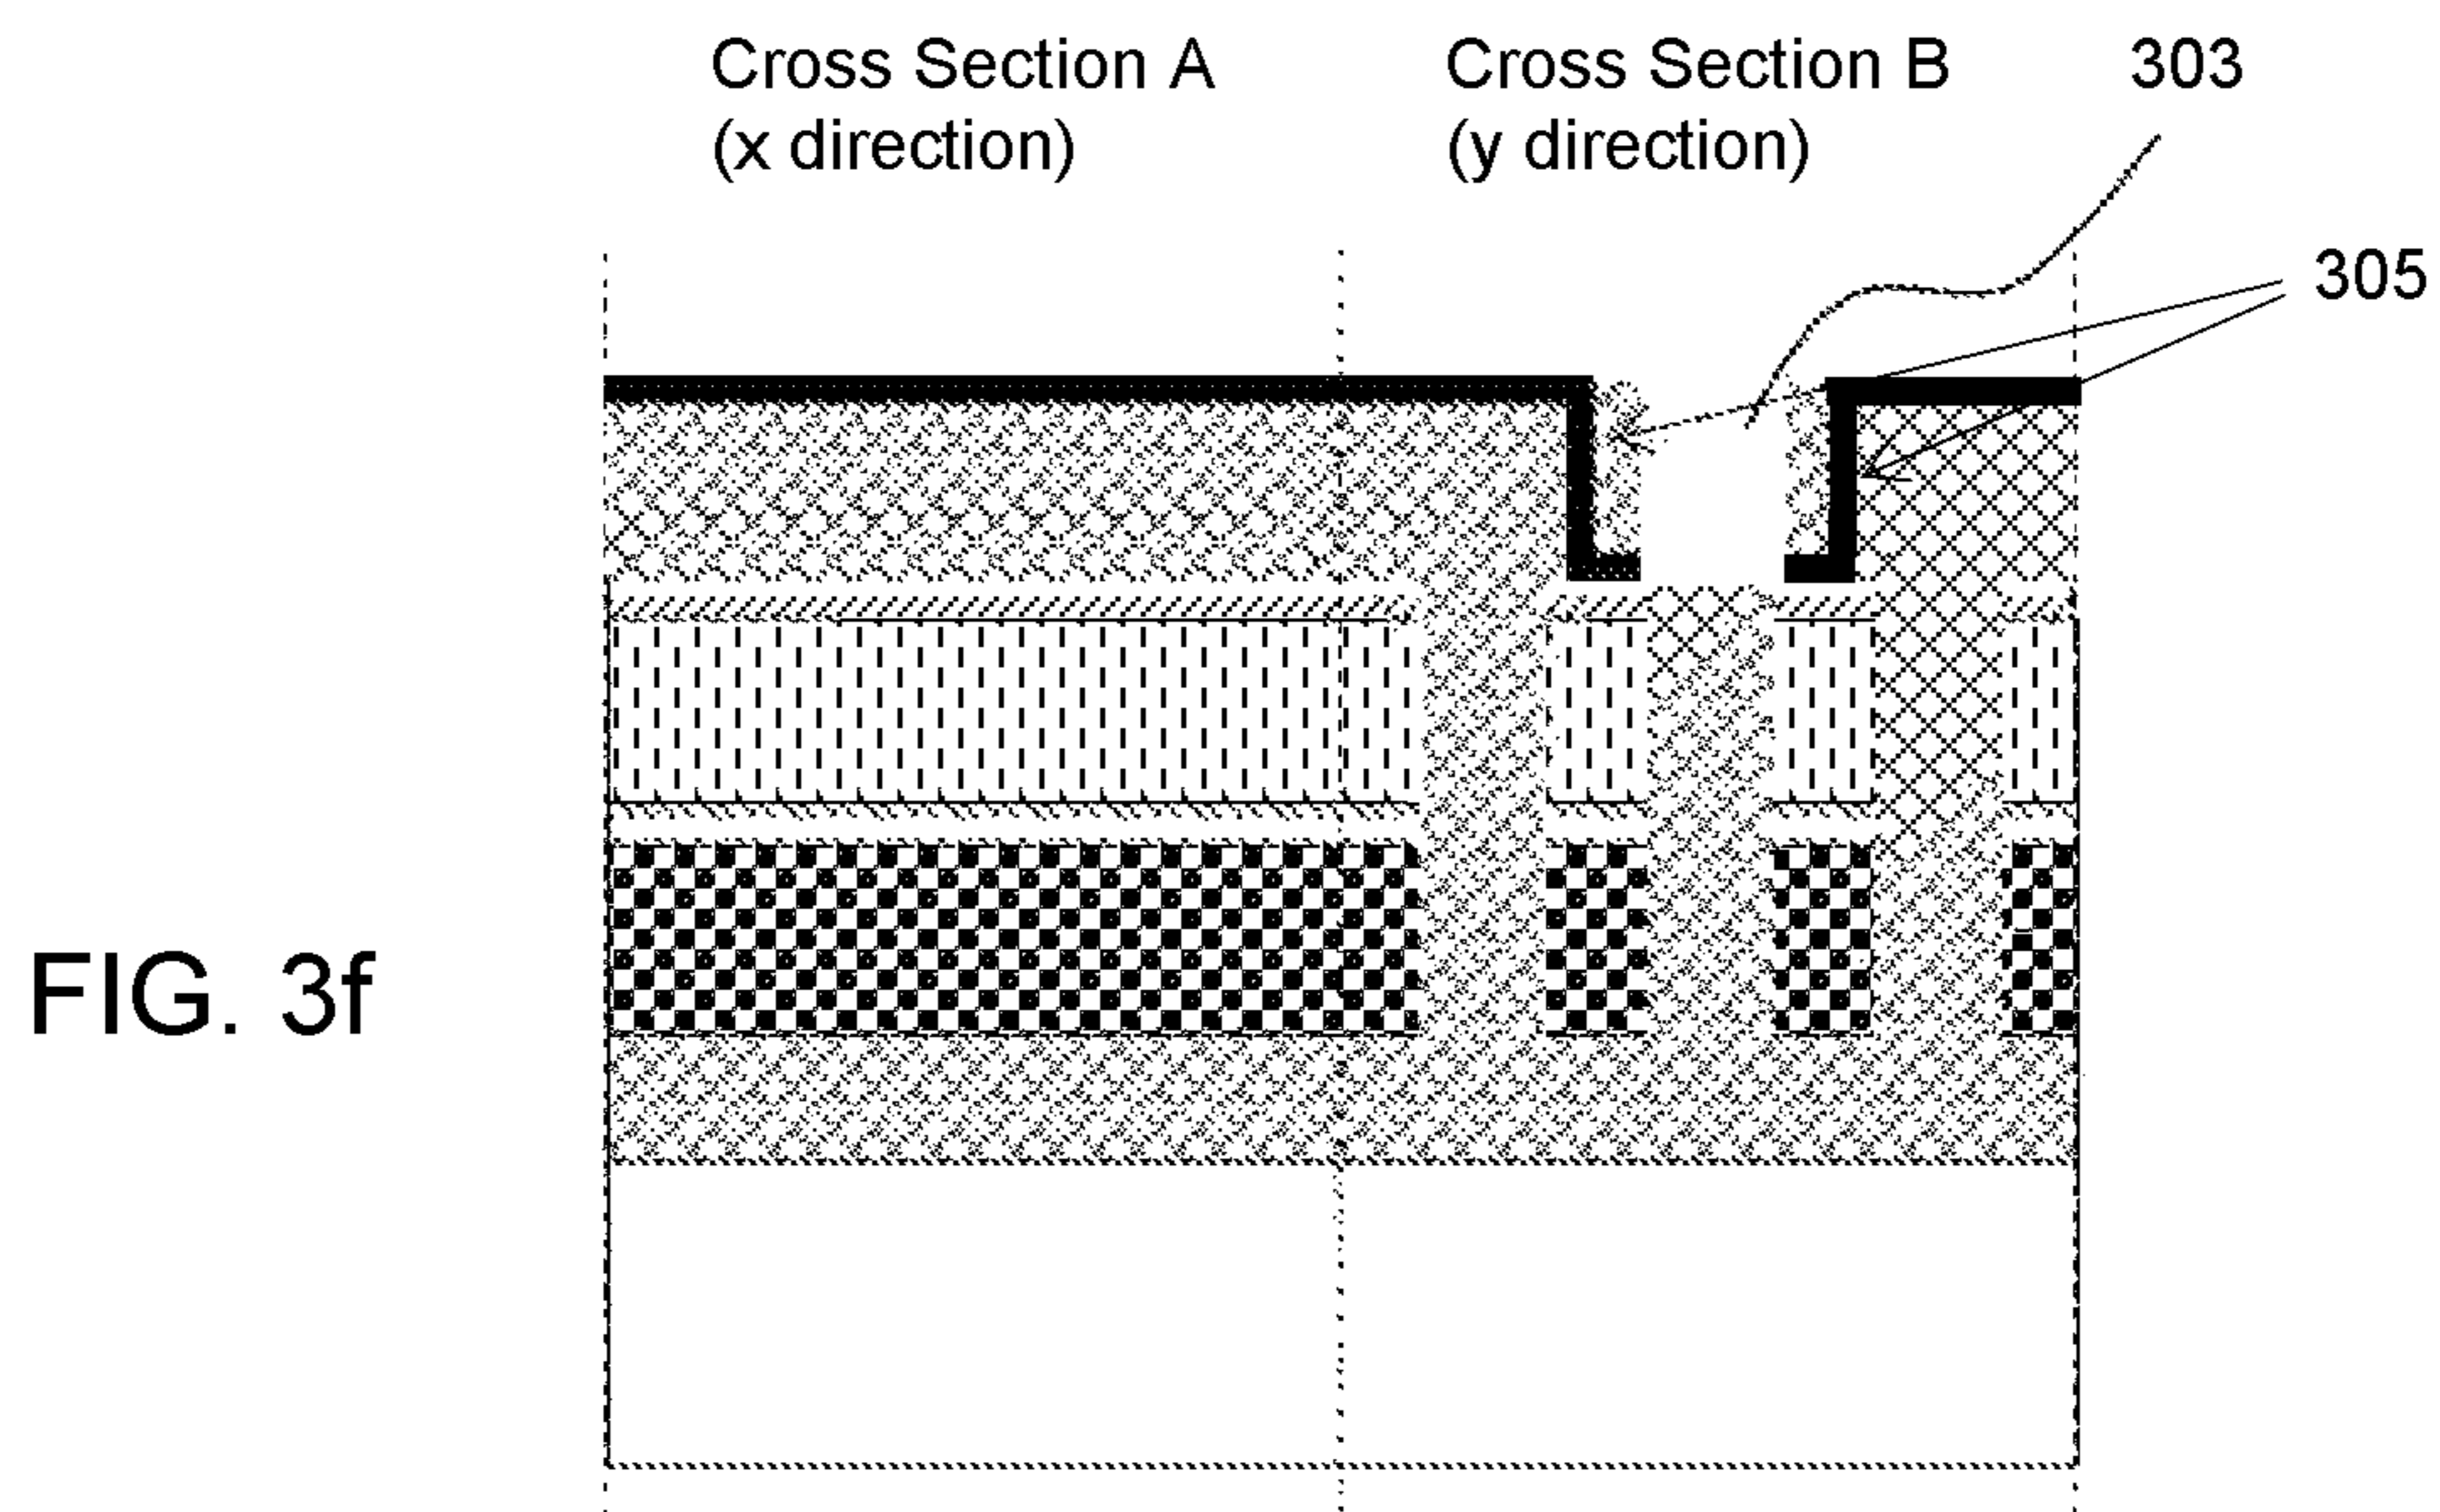 Cross Section A
(x direction)
Cross Section B
(y direction)
303
305
FIG. 3f